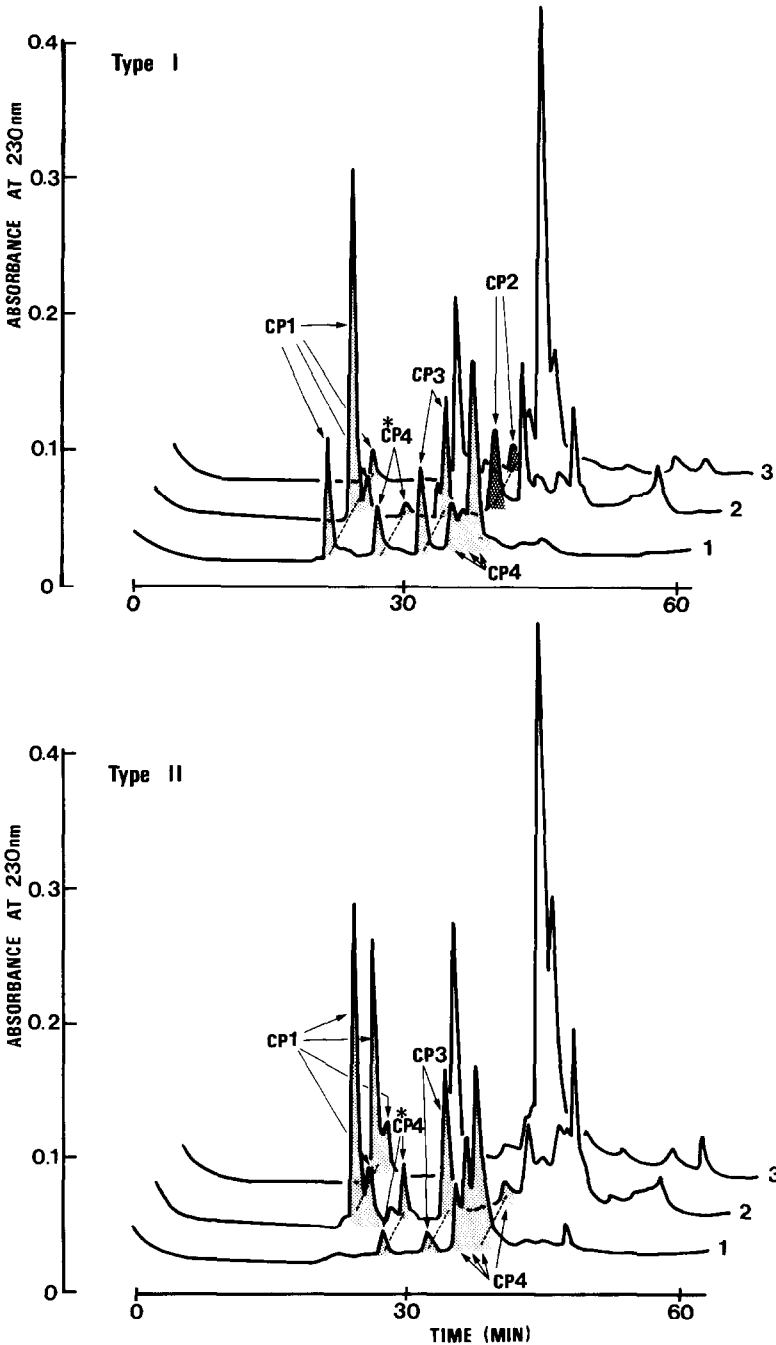 Type I
ABSORBANCE AT 230nm
0.4
0.3
0.2
0.1
0
CP1
*
CP4
CP3
CP2
CP4
3
2
1
0
30
60
Type II
ABSORBANCE AT 230nm
0.4
0.3
0.2
0.1
0
CP1
*
CP4
CP3
CP4
3
2
1
0
30
60
TIME (MIN)